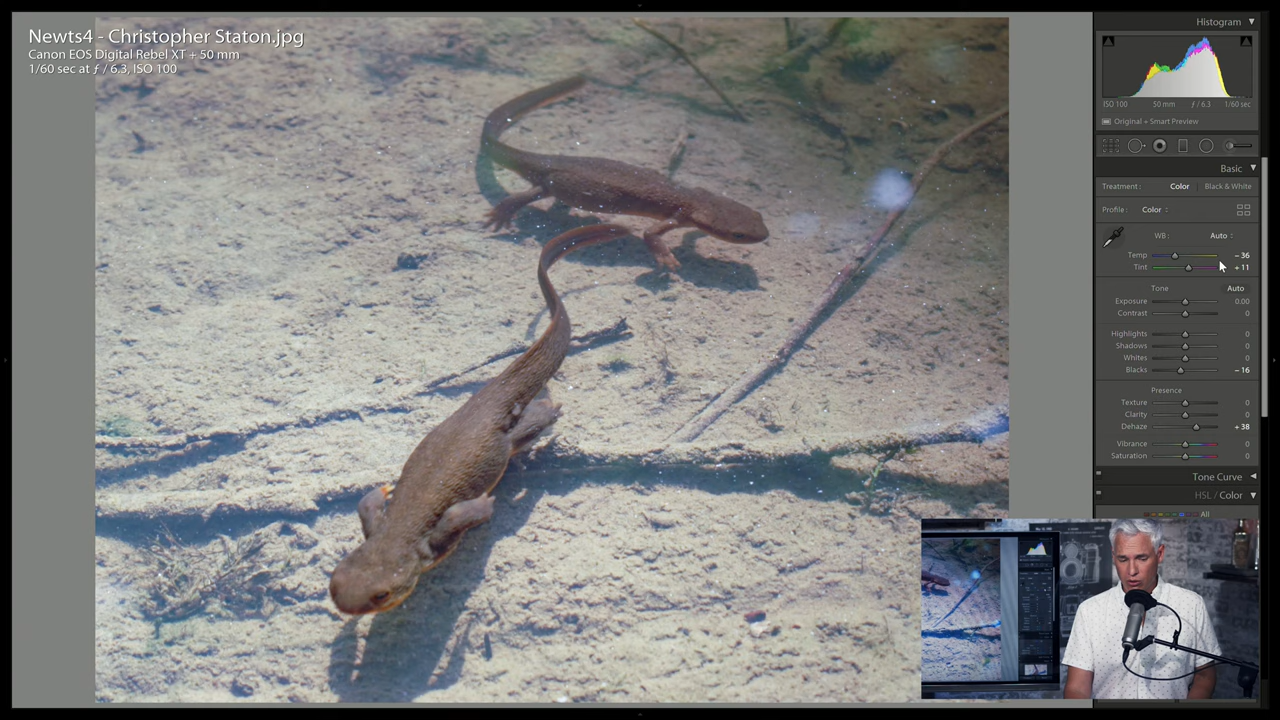 Newts4 - Christopher Staton.jpg
Canon EOS Digital Rebel XT + 50 mm
1/60 sec at ƒ / 6.3, ISO 100
Histogram
ISO 100 50 mm ƒ / 6.3 1/60 sec
Original + Smart Preview
Basic
Treatment : Color Black & White
Profile : Color
WB : Auto
Temp - 36
Tint + 11
Tone Auto
Exposure 0.00
Contrast 0
Highlights 0
Shadows 0
Whites 0
Blacks - 16
Presence
Texture 0
Clarity 0
Dehaze + 38
Vibrance 0
Saturation 0
Tone Curve
HSL / Color
All